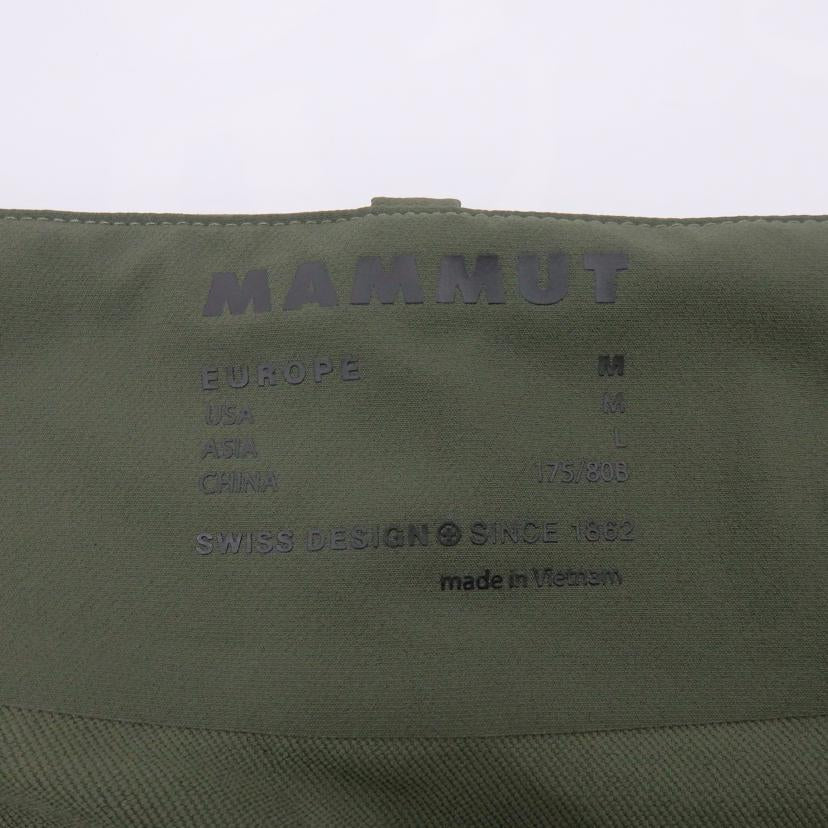 MAMMUT
EUROPE M
USA M
ASIA L
CHINA 175/80B
SWISS DESIGN SINCE 1862
made in Vietnam